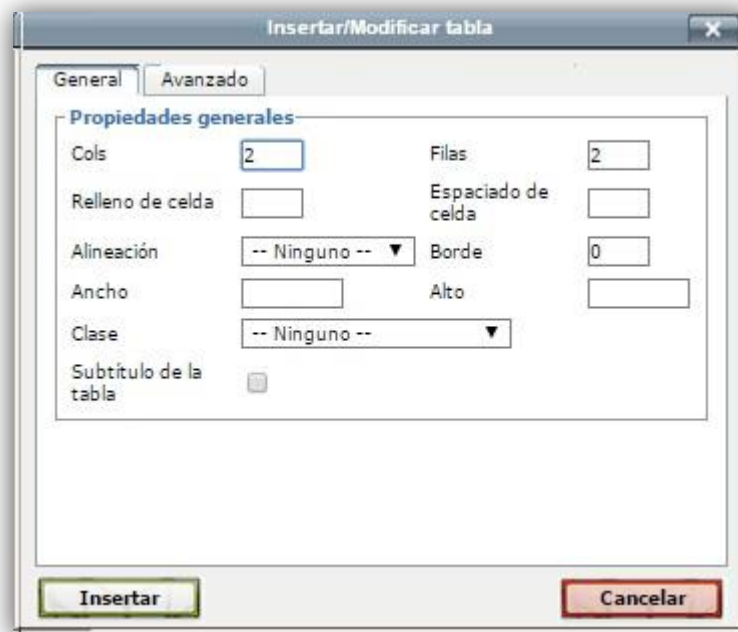 Insertar/Modificar tabla
General Avanzado
Propiedades generales
Cols 2 Filas 2
Relleno de celda Espaciado de
celda
Alineación -- Ninguno -- Borde 0
Ancho Alto
Clase -- Ninguno --
Subtítulo de la
tabla
Insertar Cancelar